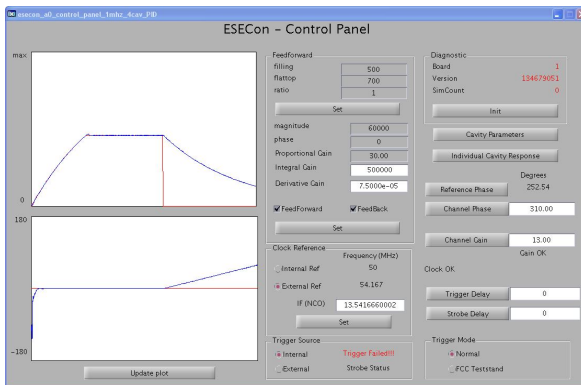 esecon_a0_control_panel_1mhz_4cav_PID
ESECon - Control Panel
max
0
180
-180
Update plot
Feedforward
filling 500
flattop 700
ratio 1
Set
magnitude 60000
phase 0
Proportional Gain 30.00
Integral Gain 500000
Derivative Gain 7.5000e-05
FeedForward FeedBack
Set
Clock Reference
Frequency (MHz)
Internal Ref 50
External Ref 54.167
IF (NCO) 13.5416660002
Set
Trigger Source
Internal Trigger Failed!!!
External Strobe Status
Diagnostic
Board 1
Version 134679051
SimCount 0
Init
Cavity Parameters
Individual Cavity Response
Degrees
Reference Phase 252.54
Channel Phase 310.00
Channel Gain 13.00
Gain OK
Clock OK
Trigger Delay 0
Strobe Delay 0
Trigger Mode
Normal
FCC Teststand